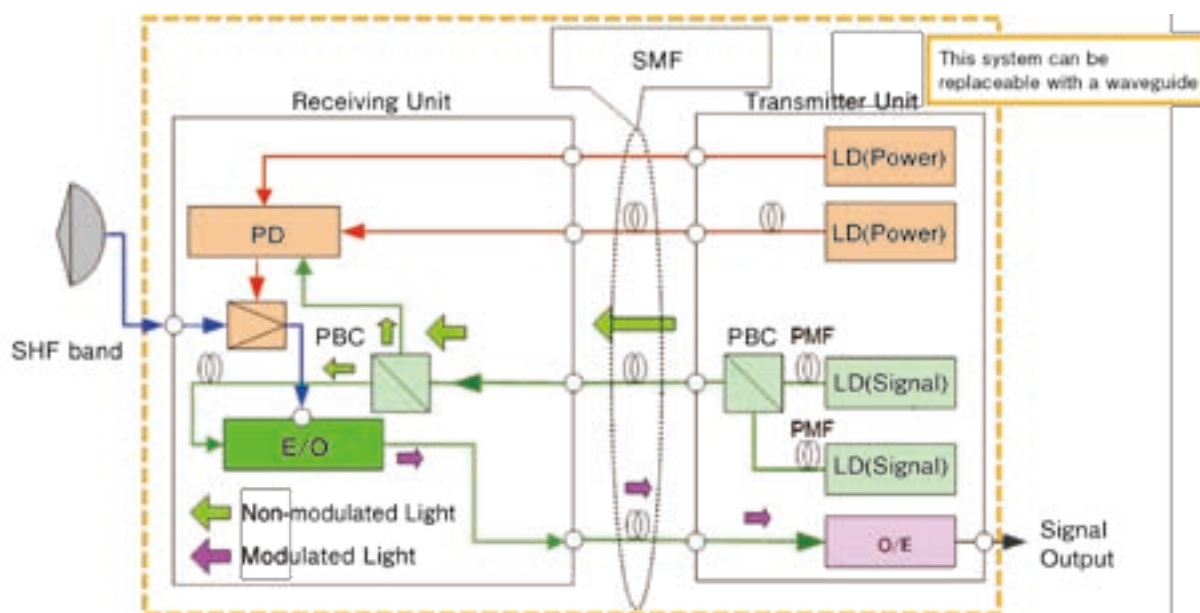 SMF
This system can be
replaceable with a waveguide
Receiving Unit
Transmitter Unit
LD(Power)
PD
LD(Power)
SHF band
PBC
PBC
PMF
LD(Signal)
E/O
PMF
LD(Signal)
Non-modulated Light
Modulated Light
O/E
Signal
Output